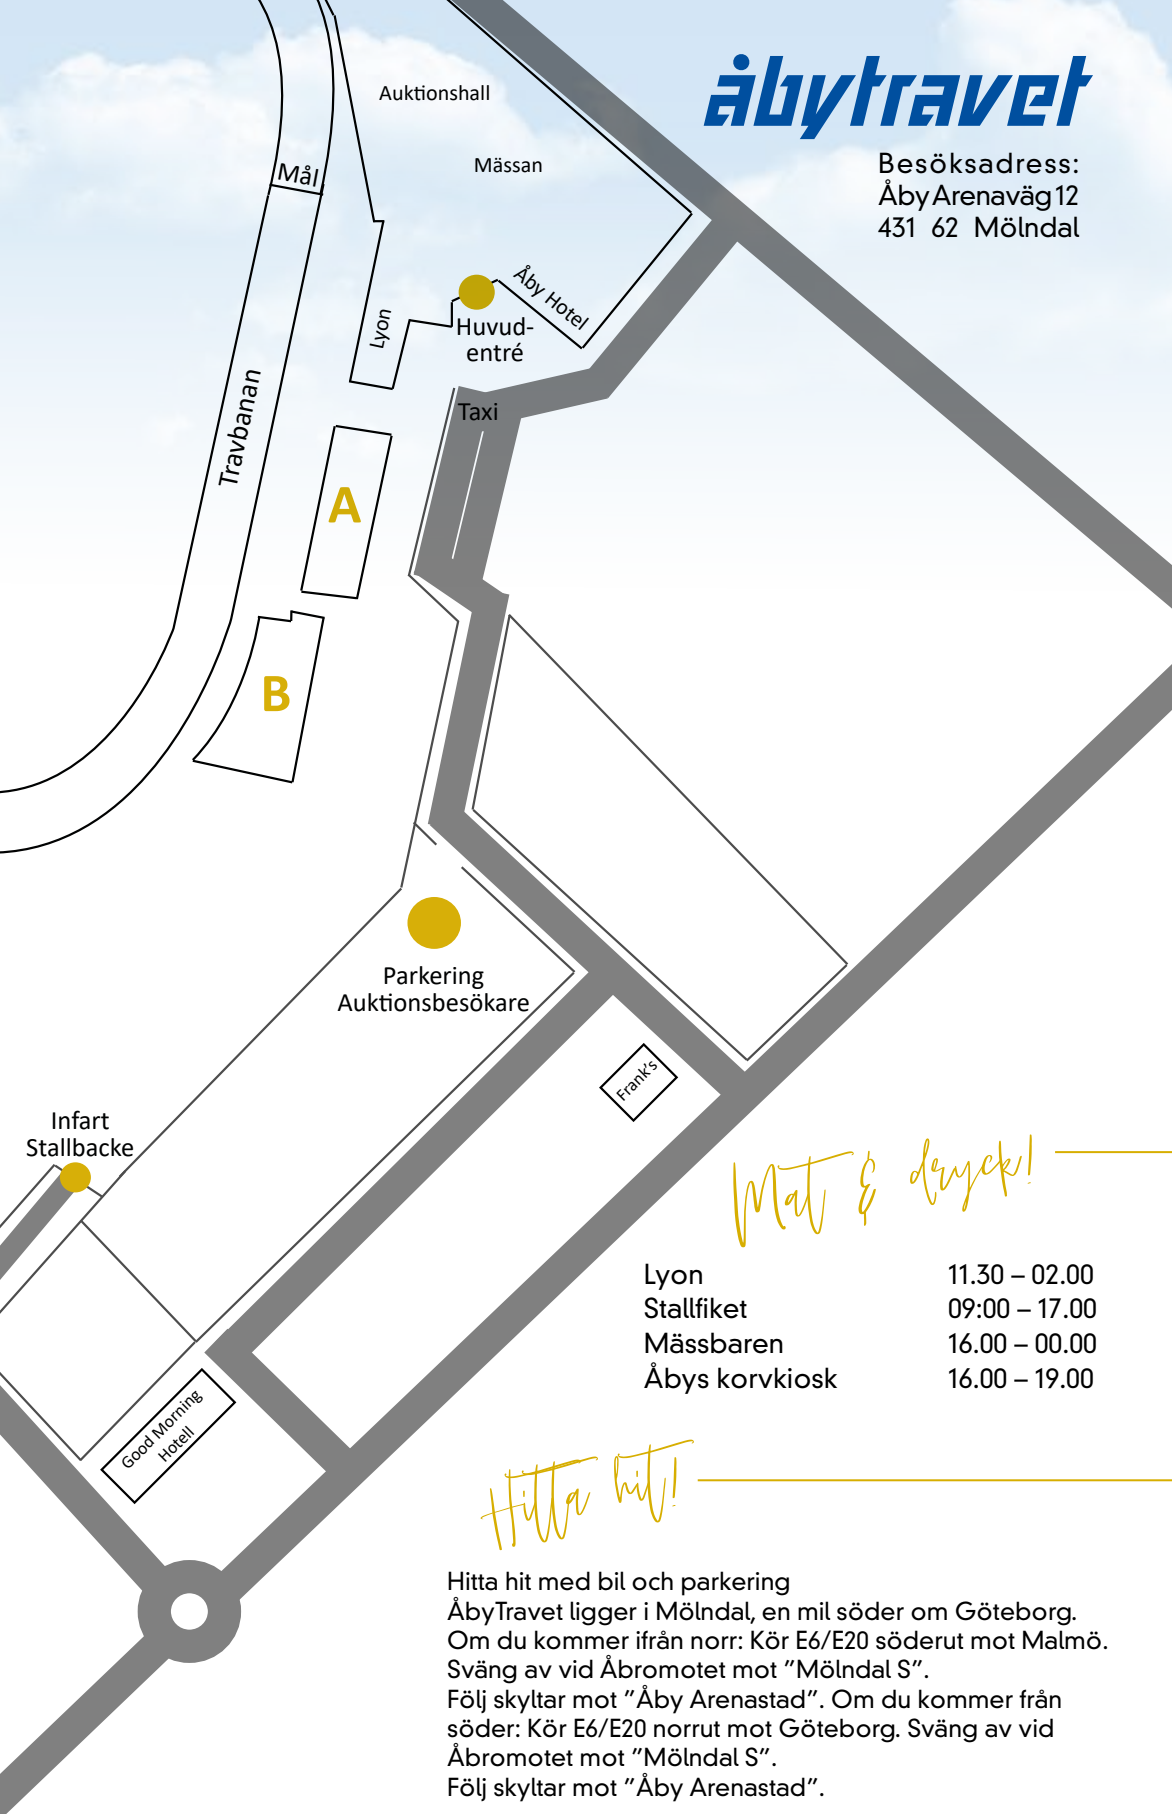 åbytravet
Besöksadress:
Åby Arenaväg 12
431 62 Mölndal
Auktionshall
Mässan
Mål
Åby Hotel
Lyon
Huvud-
entré
Taxi
Travbanan
A
B
Parkering
Auktionsbesökare
Frank's
Infart
Stallbacke
Good Morning
Hotell
Mat & dryck!
Lyon 11.30 – 02.00
Stallfiket 09:00 – 17.00
Mässbaren 16.00 – 00.00
Åbys korvkiosk 16.00 – 19.00
Hitta hit!
Hitta hit med bil och parkering
ÅbyTravet ligger i Mölndal, en mil söder om Göteborg.
Om du kommer ifrån norr: Kör E6/E20 söderut mot Malmö.
Sväng av vid Åbromotet mot ”Mölndal S”.
Följ skyltar mot ”Åby Arenastad”. Om du kommer från
söder: Kör E6/E20 norrut mot Göteborg. Sväng av vid
Åbromotet mot ”Mölndal S”.
Följ skyltar mot ”Åby Arenastad”.